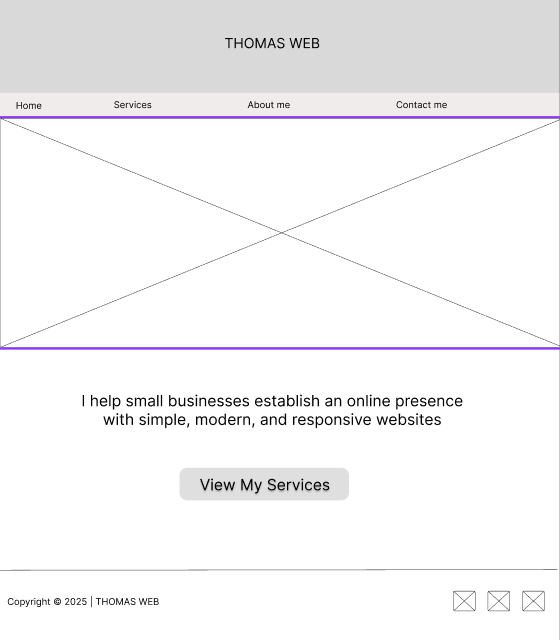 THOMAS WEB
Home Services About me Contact me
I help small businesses establish an online presence
with simple, modern, and responsive websites
View My Services
Copyright © 2025 | THOMAS WEB